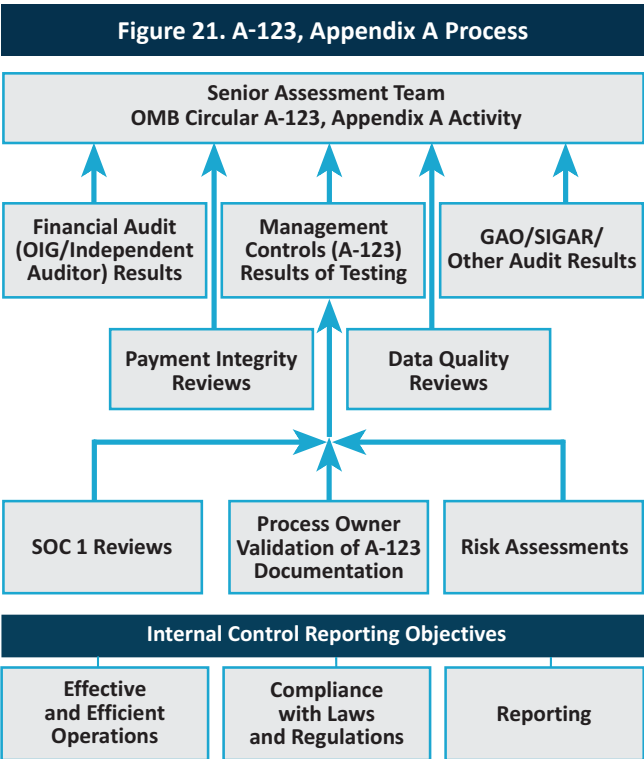 Figure 21. A-123, Appendix A Process
Senior Assessment Team
OMB Circular A-123, Appendix A Activity
Financial Audit
(OIG/Independent
Auditor) Results
Management
Controls (A-123)
Results of Testing
GAO/SIGAR/
Other Audit Results
Payment Integrity
Reviews
Data Quality
Reviews
SOC 1 Reviews
Process Owner
Validation of A-123
Documentation
Risk Assessments
Internal Control Reporting Objectives
Effective
and Efficient
Operations
Compliance
with Laws
and Regulations
Reporting